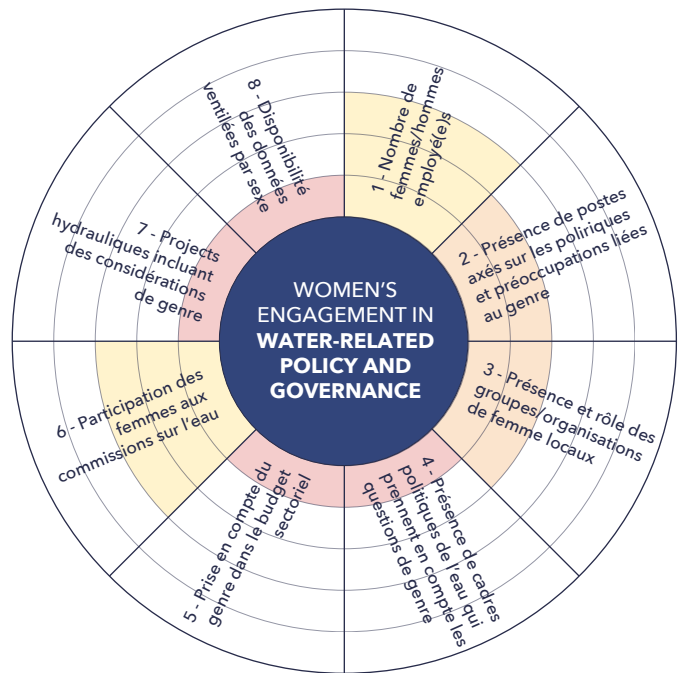 WOMEN'S
ENGAGEMENT IN
WATER-RELATED
POLICY AND
GOVERNANCE
1 - Nombre de
femmes/hommes
employé(e)s
2 - Présence de postes
axés sur les poliriques
et préoccupations liées
au genre
3 - Présence et rôle des
groupes/organisations
de femme locaux
4 - Présence de cadres
politiques de l'eau qui
prennent en compte les
questions de genre
5 - Prise en compte du
genre dans le budget
sectoriel
6 - Participation des
femmes aux
commissions sur l'eau
7 - Projects
hydrauliques incluant
des considérations
de genre
8 - Disponibilité
des données
ventilées par sexe